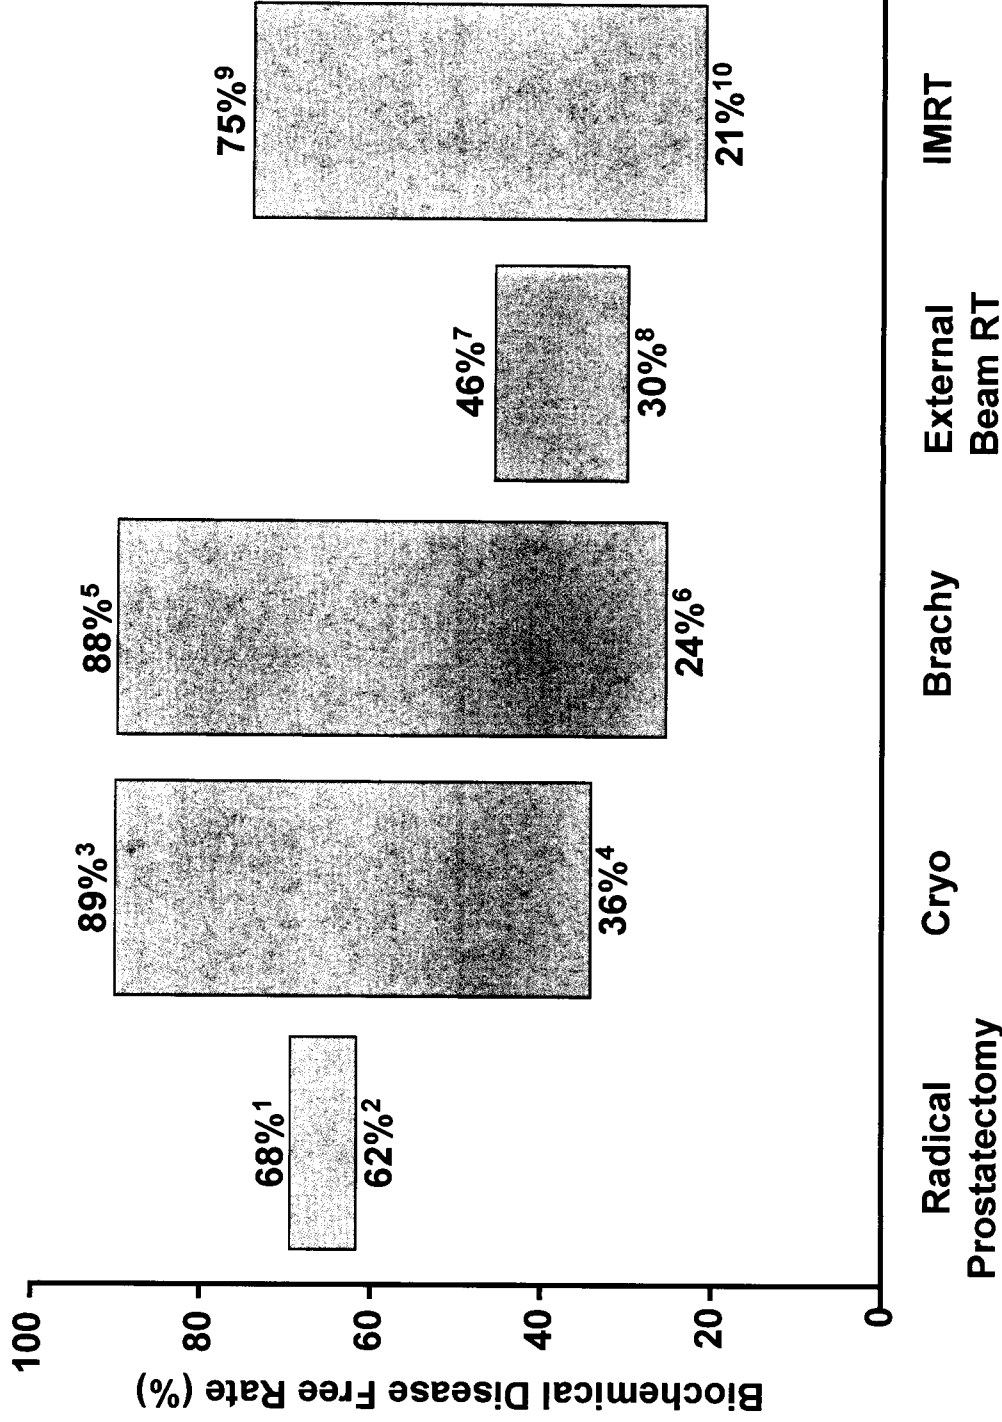 Biochemical Disease Free Rate (%)
100
80
60
40
20
0
68%1
62%2
89%3
36%4
88%5
24%6
46%7
30%8
75%9
21%10
Radical
Prostatectomy
Cryo
Brachy
External
Beam RT
IMRT